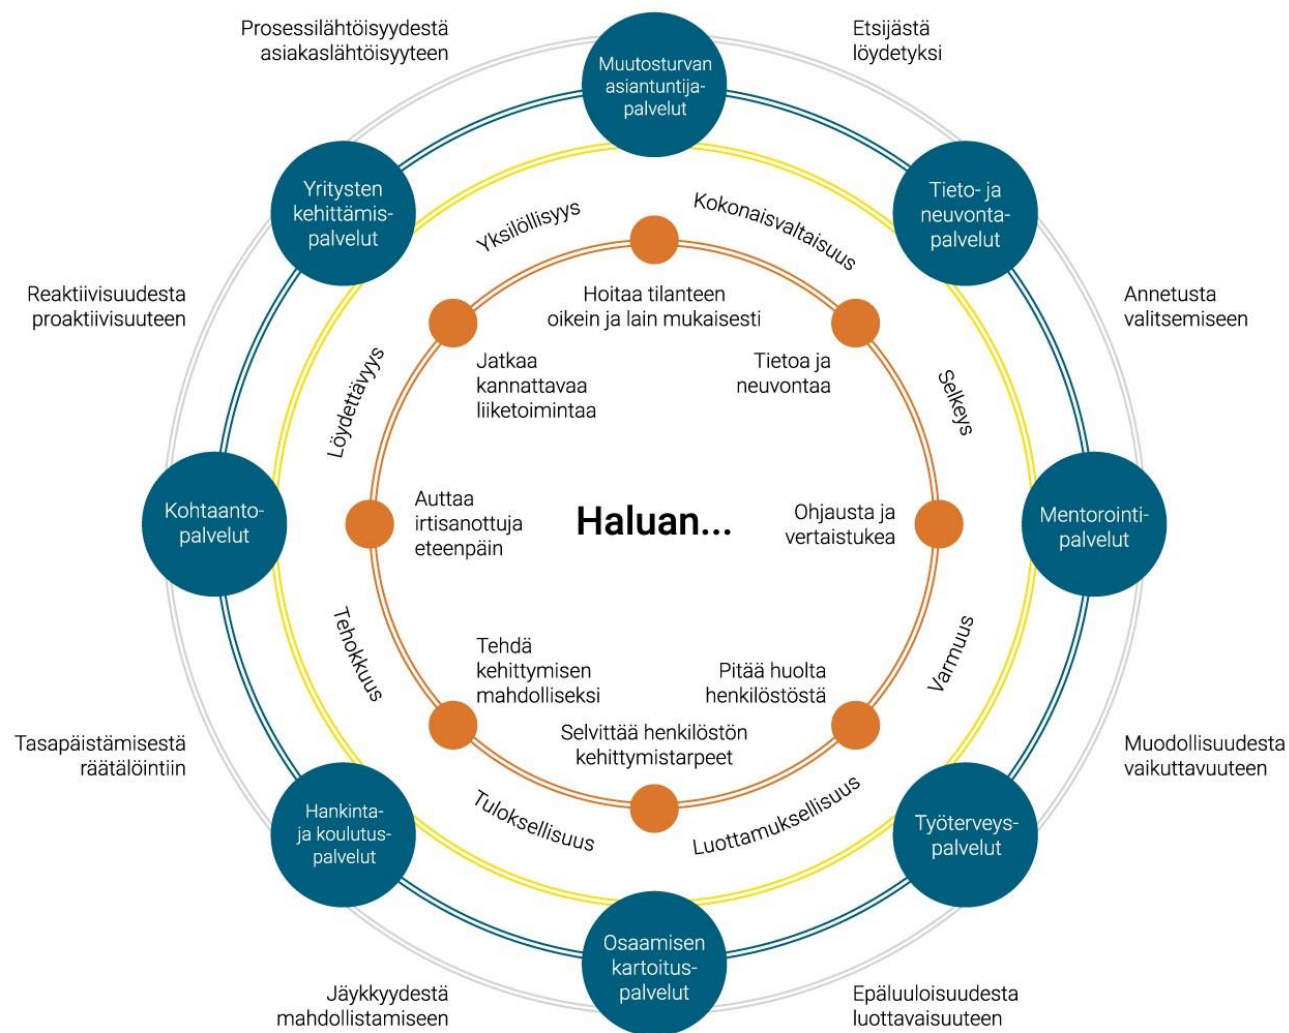 Prosessilähtöisyydestä
asiakaslähtöisyyteen
Etsijästä
löydetyksi
Muutosturvan
asiantuntija-
palvelut
Yritysten
kehittämis-
palvelut
Tieto- ja
neuvonta-
palvelut
Yksilöllisyys
Kokonaisvaltaisuus
Reaktiivisuudesta
proaktiivisuuteen
Annetusta
valitsemiseen
Hoitaa tilanteen
oikein ja lain mukaisesti
Jatkaa
kannattavaa
liiketoimintaa
Tietoa ja
neuvontaa
Löydettävyys
Selkeys
Kohtaanto-
palvelut
Auttaa
irtisanottuja
eteenpäin
Haluan...
Ohjausta ja
vertaistukea
Mentorointi-
palvelut
Tehokkuus
Varmuus
Tehdä
kehittymisen
mahdolliseksi
Pitää huolta
henkilöstöstä
Selvittää henkilöstön
kehittymistarpeet
Tasapäistämisestä
räätälöintiin
Muodollisuudesta
vaikuttavuuteen
Tuloksellisuus
Luottamuksellisuus
Hankinta-
ja koulutus-
palvelut
Työterveys-
palvelut
Osaamisen
kartoitus-
palvelut
Jäykkyydestä
mahdollistamiseen
Epäluuloisuudesta
luottavaisuuteen